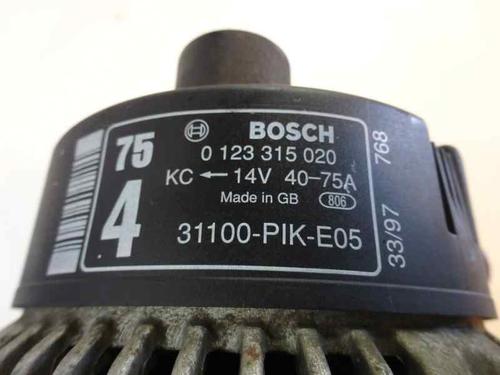 75
4
BOSCH
0 123 315 020
KC ← 14V 40-75A
Made in GB 806
31100-PIK-E05
33/97 768